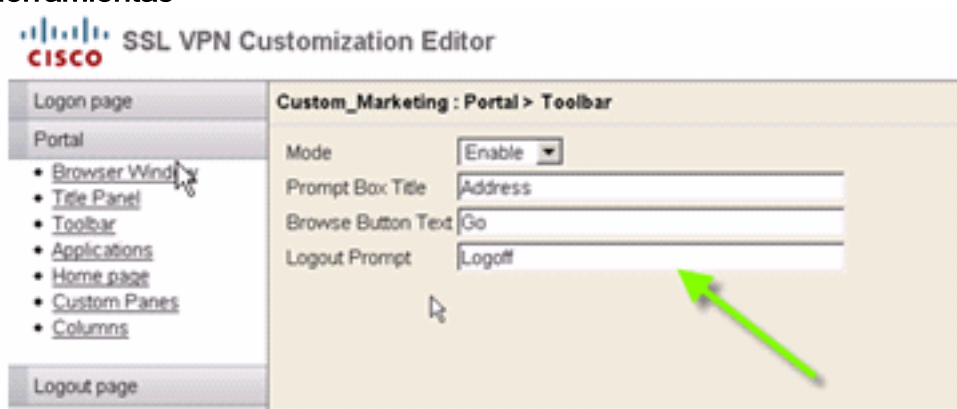 herramientas
CISCO SSL VPN Customization Editor
Logon page
Portal
• Browser Window
• Title Panel
• Toolbar
• Applications
• Home page
• Custom Panes
• Columns
Logout page
Custom_Marketing : Portal > Toolbar
Mode Enable
Prompt Box Title Address
Browse Button Text Go
Logout Prompt Logoff